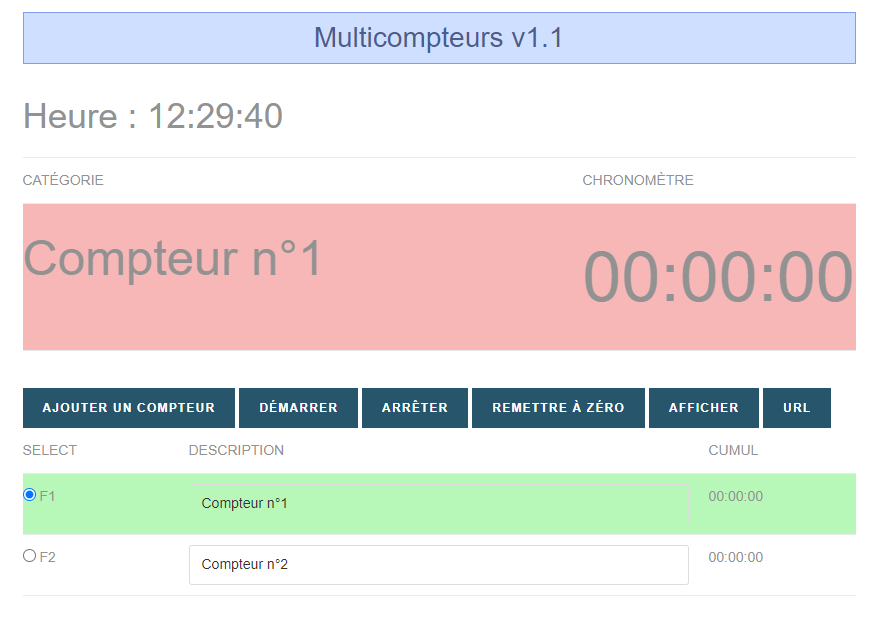 Multicompteurs v1.1
Heure : 12:29:40
CATÉGORIE CHRONOMÈTRE
Compteur n°1 00:00:00
AJOUTER UN COMPTEUR DÉMARRER ARRÊTER REMETTRE À ZÉRO AFFICHER URL
SELECT DESCRIPTION CUMUL
F1 Compteur n°1 00:00:00
F2 Compteur n°2 00:00:00